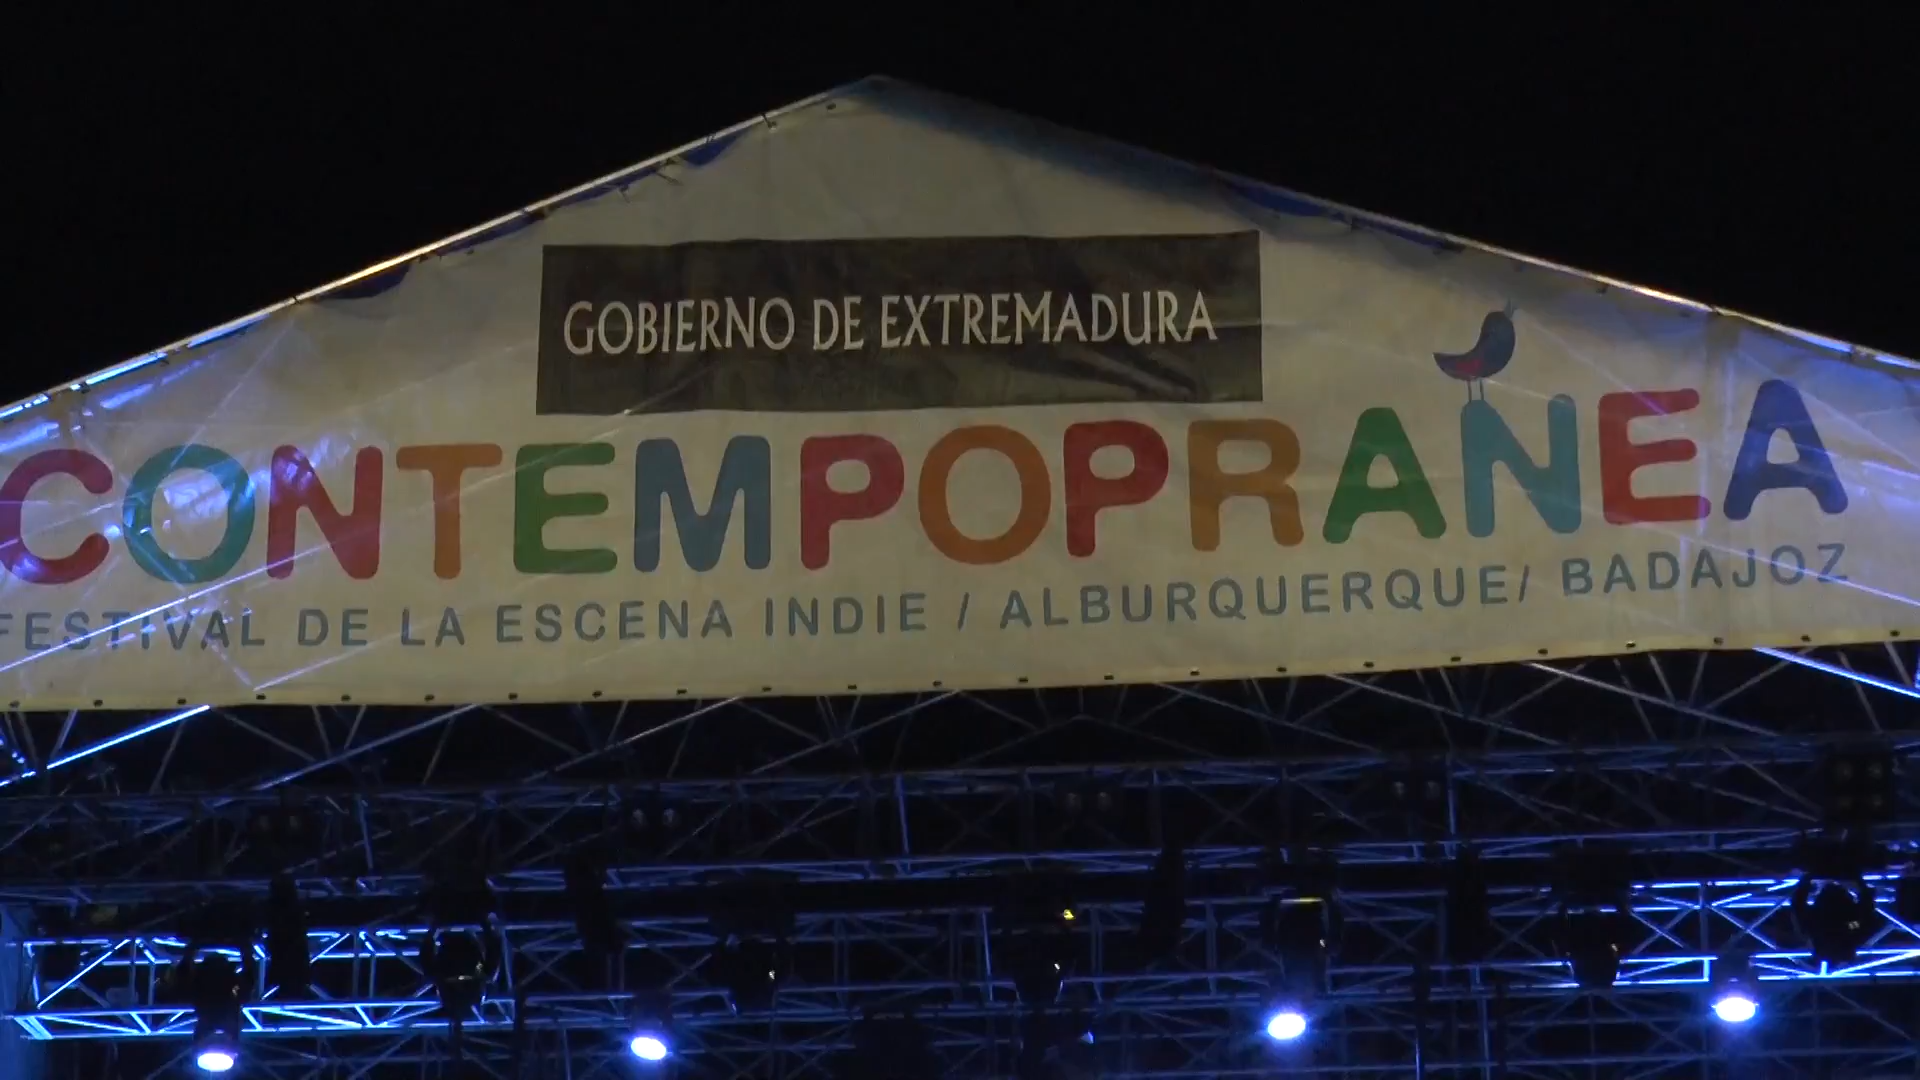 GOBIERNO DE EXTREMADURA
CONTEMPOPRANEA
FESTIVAL DE LA ESCENA INDIE / ALBURQUERQUE/ BADAJOZ